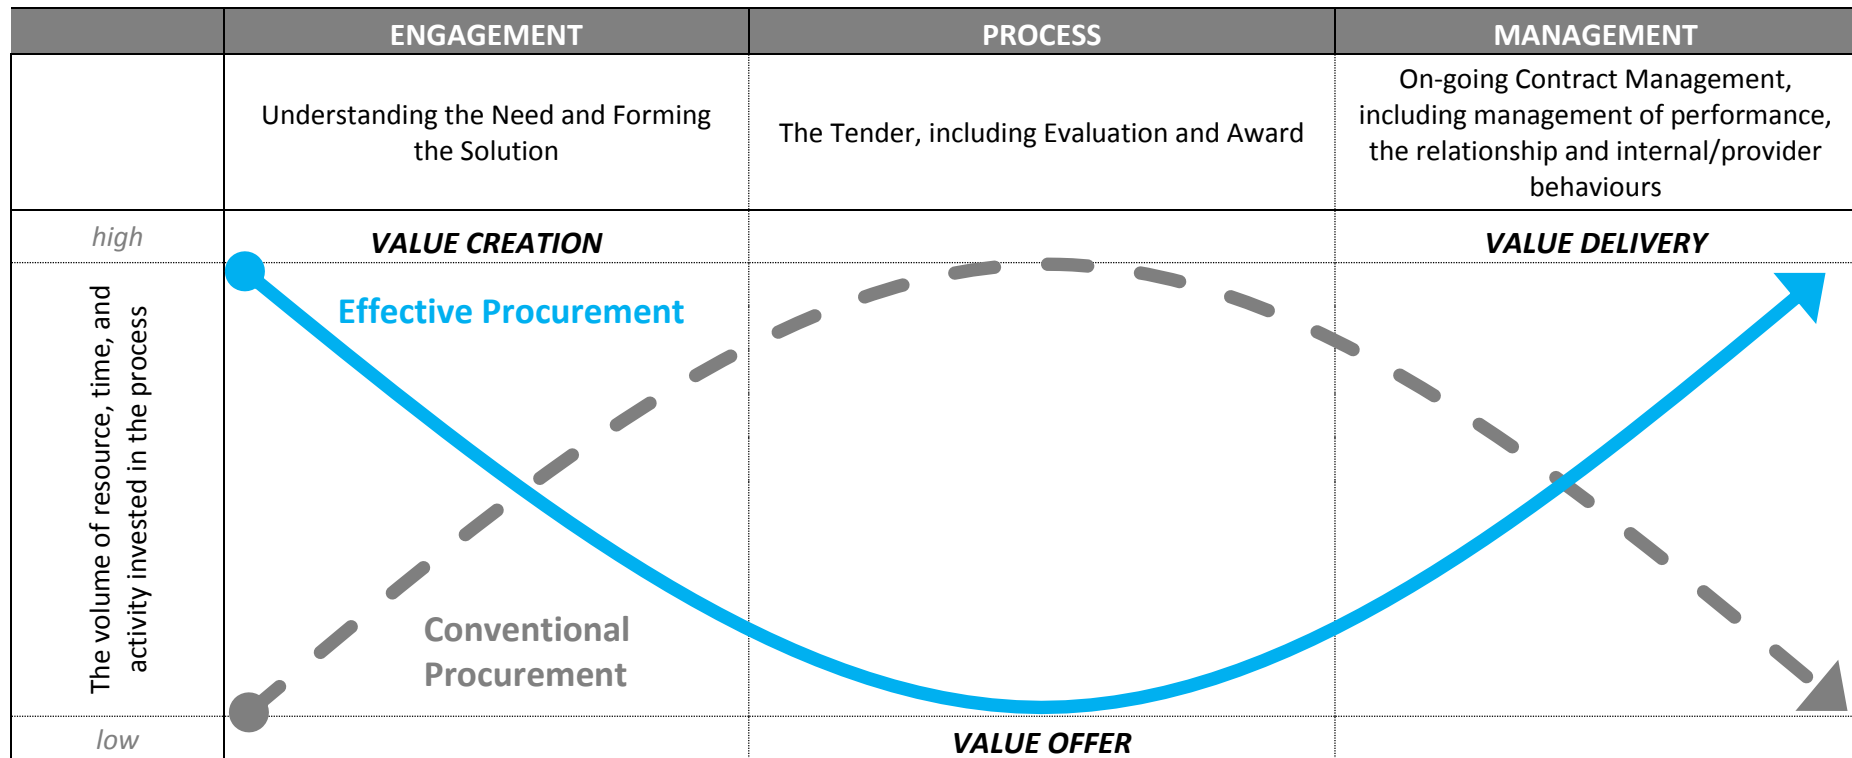 ENGAGEMENT
PROCESS
MANAGEMENT
Understanding the Need and Forming
the Solution
The Tender, including Evaluation and Award
On-going Contract Management,
including management of performance,
the relationship and internal/provider
behaviours
high
VALUE CREATION
VALUE DELIVERY
The volume of resource, time, and
activity invested in the process
Effective Procurement
Conventional
Procurement
low
VALUE OFFER